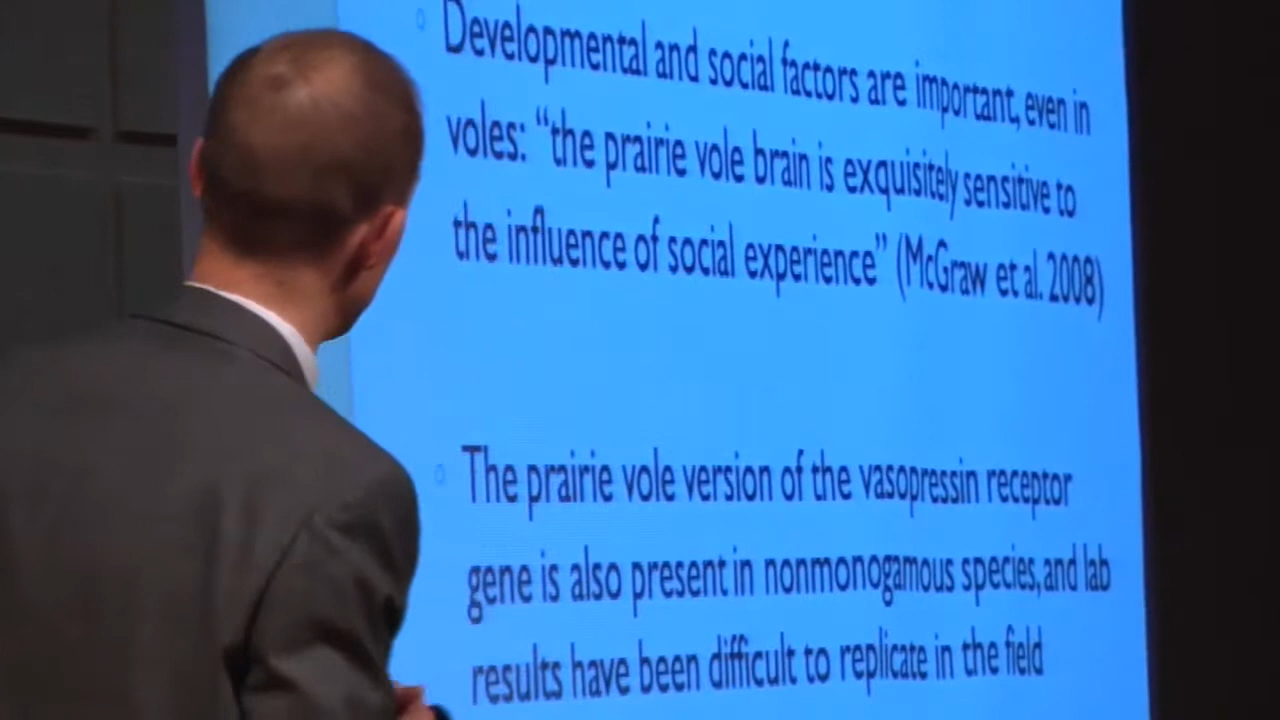 Developmental and social factors are important, even in
voles: “the prairie vole brain is exquisitely sensitive to
the influence of social experience” (McGraw et al. 2008)
The prairie vole version of the vasopressin receptor
gene is also present in nonmonogamous species, and lab
results have been difficult to replicate in the field